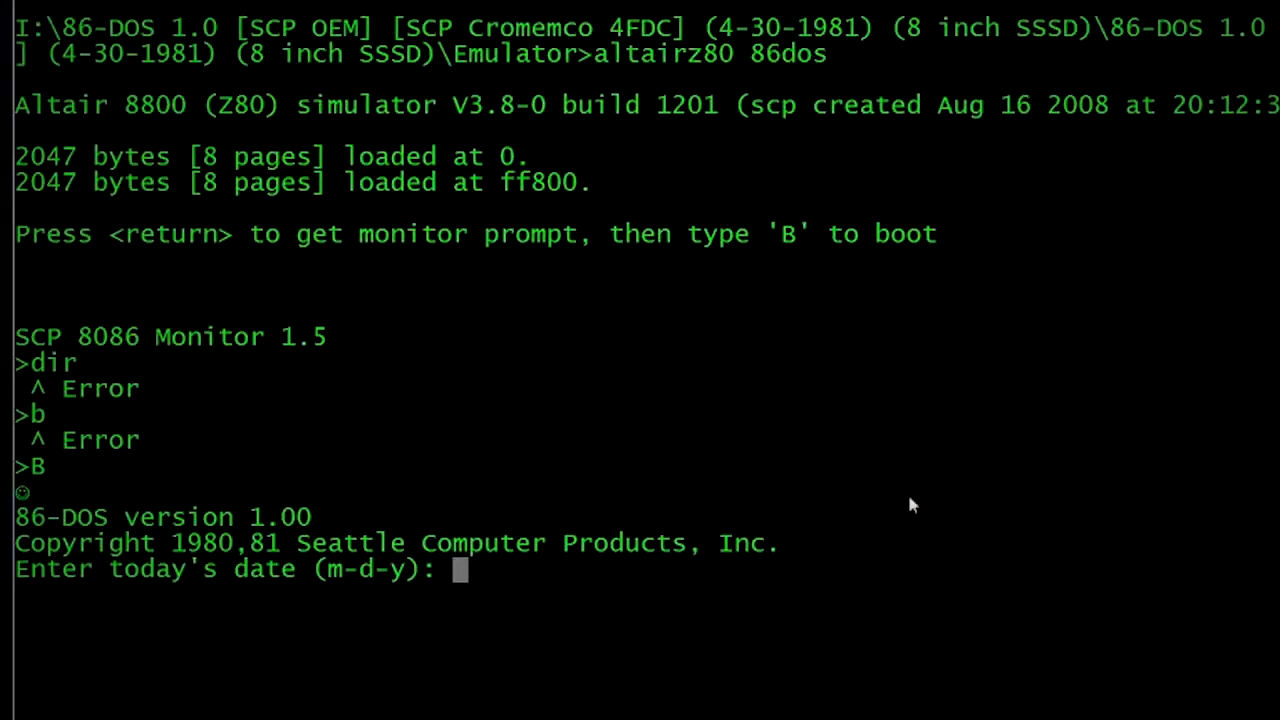 I:\86-DOS 1.0 [SCP OEM] [SCP Cromemco 4FDC] (4-30-1981) (8 inch SSSD)\86-DOS 1.0
] (4-30-1981) (8 inch SSSD)\Emulator>altairz80 86dos
Altair 8800 (Z80) simulator V3.8-0 build 1201 (scp created Aug 16 2008 at 20:12:3
2047 bytes [8 pages] loaded at 0.
2047 bytes [8 pages] loaded at ff800.
Press <return> to get monitor prompt, then type 'B' to boot
SCP 8086 Monitor 1.5
>dir
^ Error
>b
^ Error
>B
☺
86-DOS version 1.00
Copyright 1980,81 Seattle Computer Products, Inc.
Enter today's date (m-d-y):